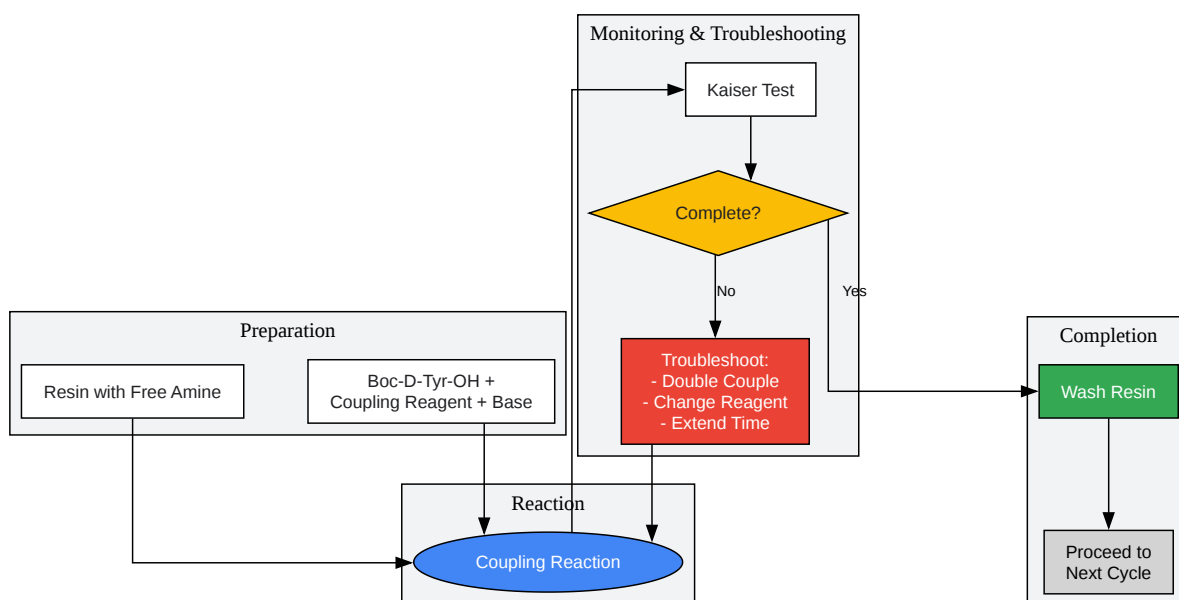 Monitoring & Troubleshooting
Kaiser Test
Complete?
No
Yes
Preparation
Resin with Free Amine
Boc-D-Tyr-OH +
Coupling Reagent + Base
Troubleshoot:
- Double Couple
- Change Reagent
- Extend Time
Completion
Wash Resin
Reaction
Coupling Reaction
Proceed to
Next Cycle